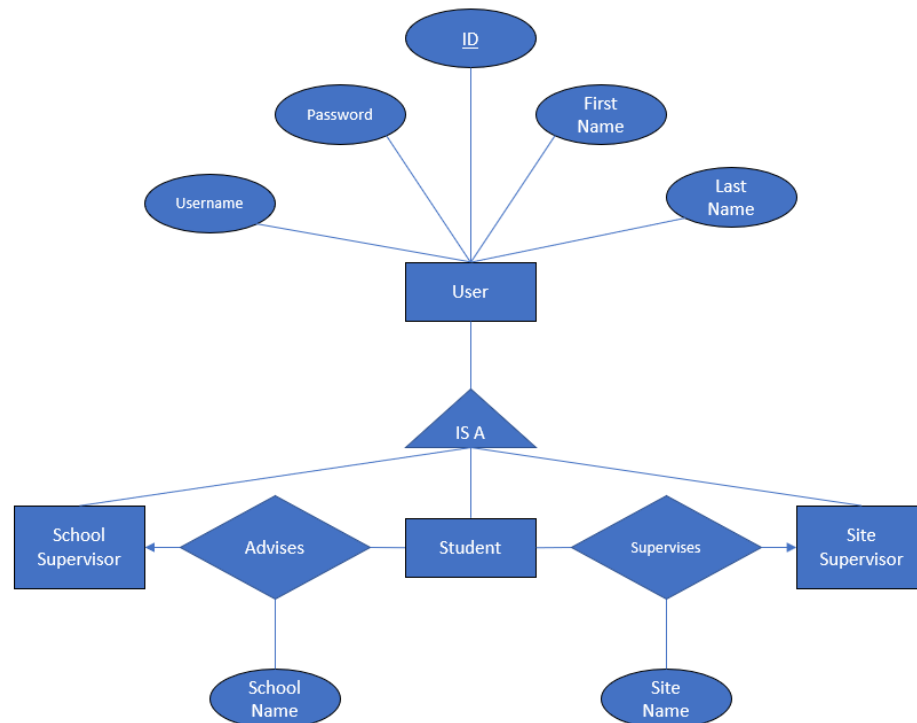 ID
Password
First
Name
Username
Last
Name
User
IS A
School
Supervisor
Advises
Student
Supervises
Site
Supervisor
School
Name
Site
Name